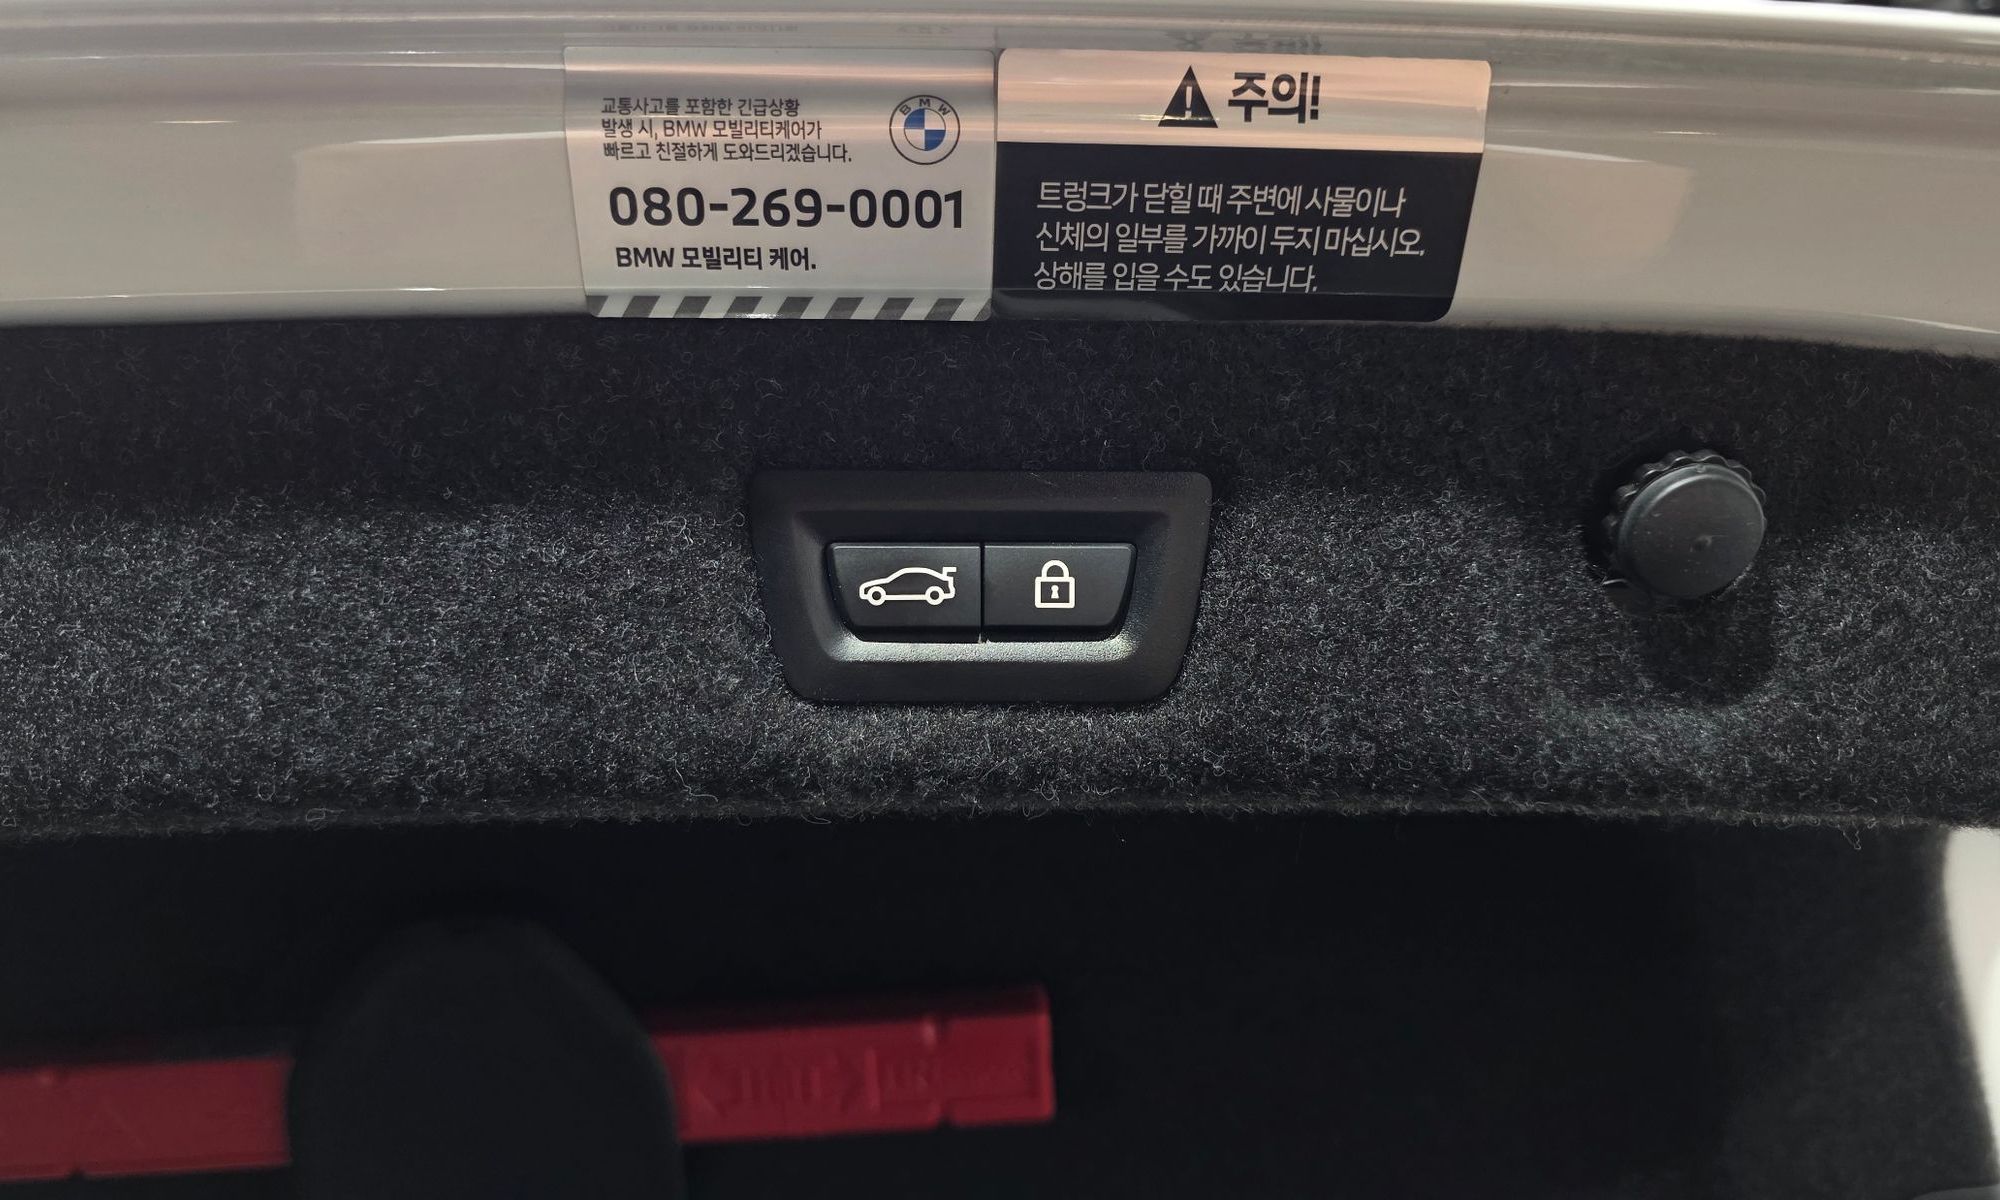 교통사고를 포함한 긴급상황
발생 시, BMW 모빌리티케어가
빠르고 친절하게 도와드리겠습니다.
BMW
080-269-0001
BMW 모빌리티 케어.
주의!
트렁크가 닫힐 때 주변에 사물이나
신체의 일부를 가까이 두지 마십시오.
상해를 입을 수도 있습니다.